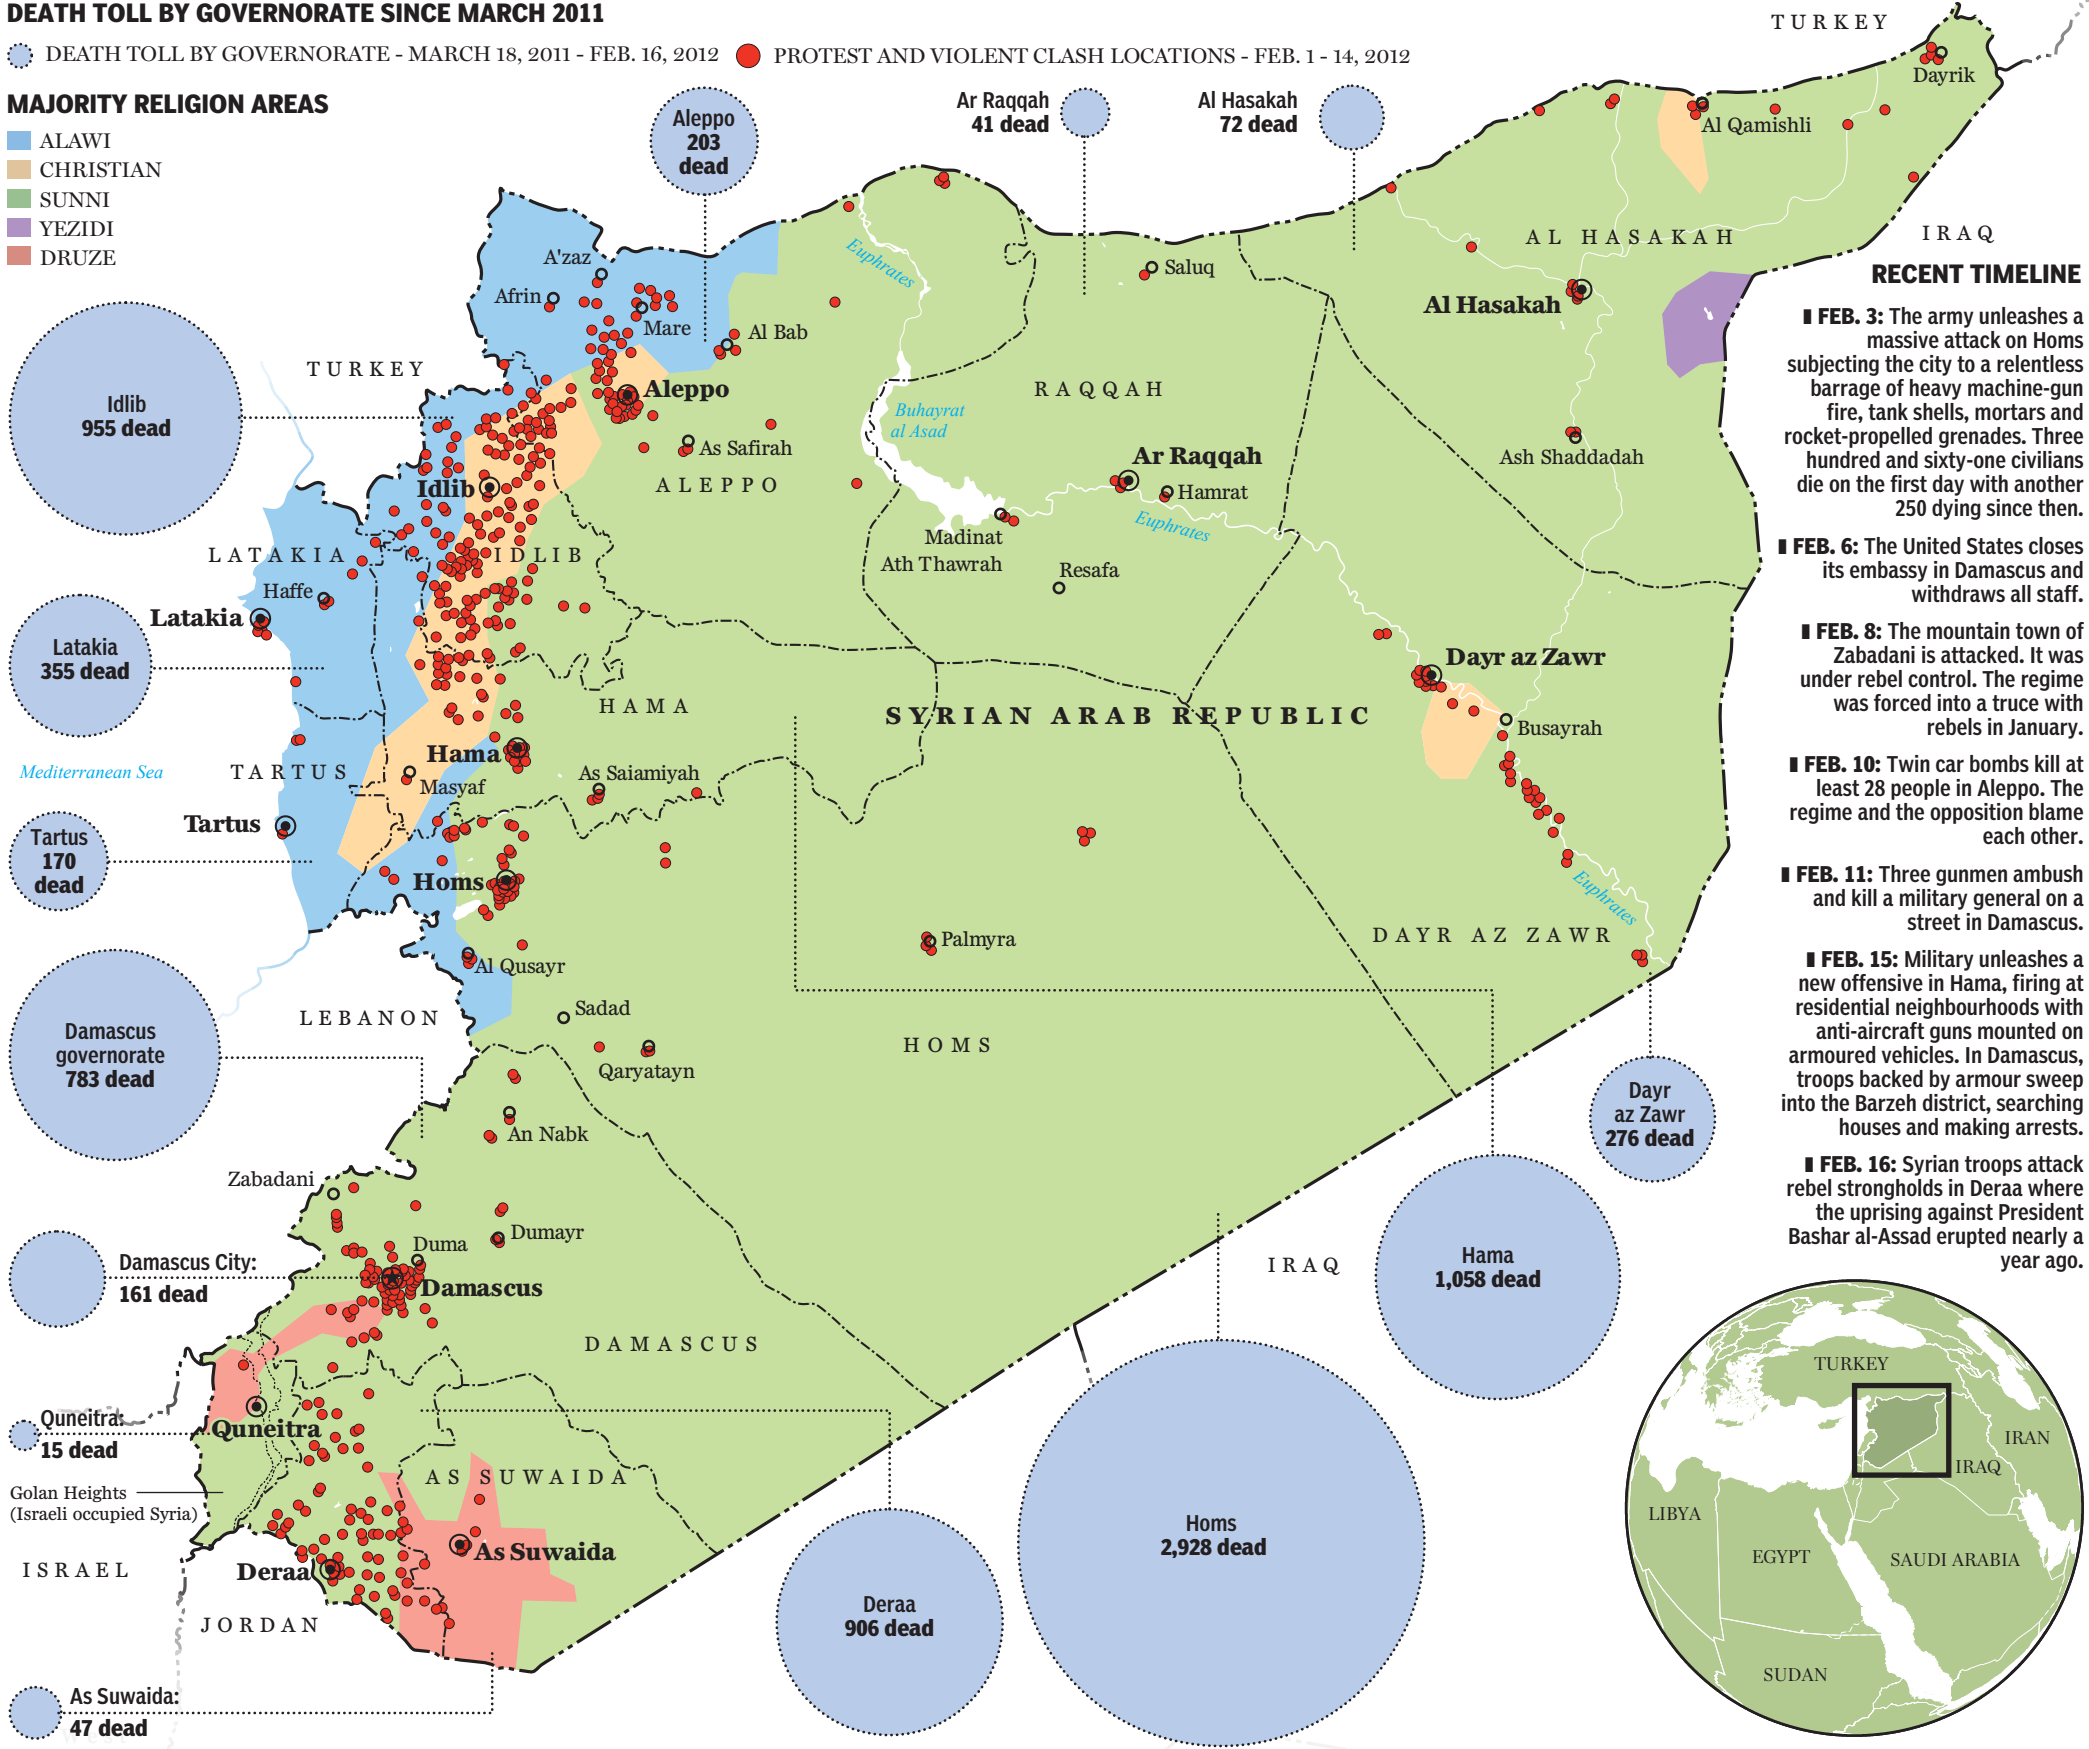 DEATH TOLL BY GOVERNORATE SINCE MARCH 2011
DEATH TOLL BY GOVERNORATE - MARCH 18, 2011 - FEB. 16, 2012
PROTEST AND VIOLENT CLASH LOCATIONS - FEB. 1 - 14, 2012
MAJORITY RELIGION AREAS
ALAWI
CHRISTIAN
SUNNI
YEZIDI
DRUZE
Aleppo
203
dead
Ar Raqqah
41 dead
Al Hasakah
72 dead
TURKEY
Dayrik
Al Qamishli
AL HASAKAH
IRAQ
Euphrates
Saluq
Al Hasakah
A'zaz
Afrin
Mare
Al Bab
TURKEY
Aleppo
RAQQAH
Buhayrat
al Asad
As Safirah
ALEPPO
Ar Raqqah
Hamrat
Euphrates
Ash Shaddadah
Madinat
Ath Thawrah
Resafa
Idlib
955 dead
Idlib
IDLIB
LATAKIA
Haffe
Latakia
Latakia
355 dead
HAMA
SYRIAN ARAB REPUBLIC
Dayr az Zawr
Busayrah
Hama
As Saiamiyah
Mediterranean Sea
TARTUS
Masyaf
Tartus
Tartus
170
dead
Homs
Euphrates
Palmyra
DAYR AZ ZAWR
Al Qusayr
Sadad
LEBANON
HOMS
Qaryatayn
Damascus
governorate
783 dead
An Nabk
Zabadani
Dumayr
Duma
Damascus
Damascus City:
161 dead
DAMASCUS
IRAQ
Dayr
az Zawr
276 dead
Hama
1,058 dead
Quneitra:
15 dead
Quneitra
Golan Heights
(Israeli occupied Syria)
AS SUWAIDA
As Suwaida
ISRAEL
Deraa
JORDAN
Homs
2,928 dead
Deraa
906 dead
As Suwaida:
47 dead
RECENT TIMELINE
FEB. 3: The army unleashes a
massive attack on Homs
subjecting the city to a relentless
barrage of heavy machine-gun
fire, tank shells, mortars and
rocket-propelled grenades. Three
hundred and sixty-one civilians
die on the first day with another
250 dying since then.
FEB. 6: The United States closes
its embassy in Damascus and
withdraws all staff.
FEB. 8: The mountain town of
Zabadani is attacked. It was
under rebel control. The regime
was forced into a truce with
rebels in January.
FEB. 10: Twin car bombs kill at
least 28 people in Aleppo. The
regime and the opposition blame
each other.
FEB. 11: Three gunmen ambush
and kill a military general on a
street in Damascus.
FEB. 15: Military unleashes a
new offensive in Hama, firing at
residential neighbourhoods with
anti-aircraft guns mounted on
armoured vehicles. In Damascus,
troops backed by armour sweep
into the Barzeh district, searching
houses and making arrests.
FEB. 16: Syrian troops attack
rebel strongholds in Deraa where
the uprising against President
Bashar al-Assad erupted nearly a
year ago.
TURKEY
IRAN
IRAQ
LIBYA
EGYPT
SAUDI ARABIA
SUDAN